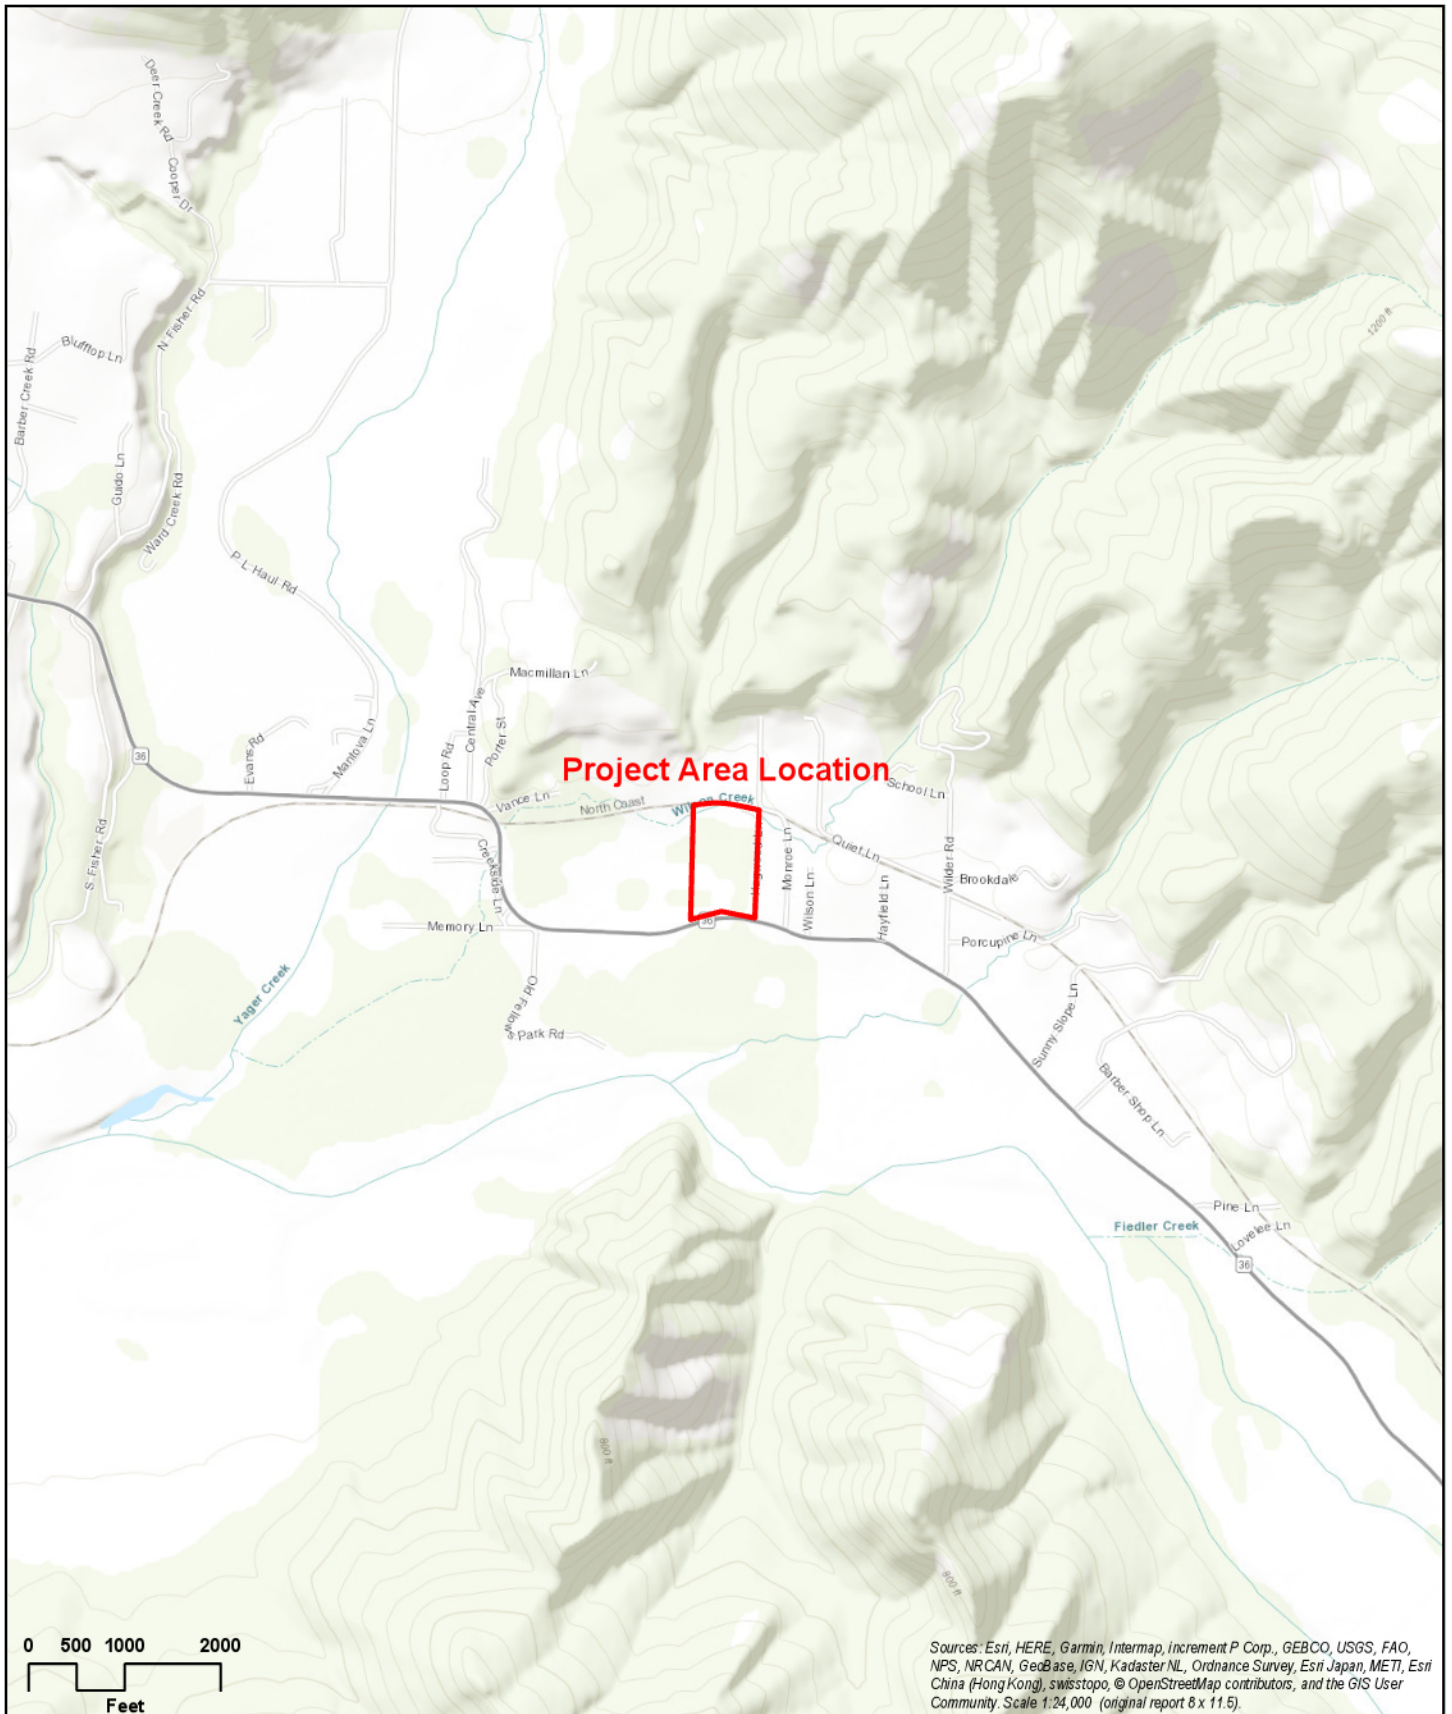 Deer Creek Rd
Cooper Dr
N Fisher Rd
Blufftop Ln
Barber Creek Rd
Guido Ln
Ward Creek Rd
P L Haul Rd
1200 ft
Macmillan Ln
Central Ave
Porter St
Loop Rd
Mantova Ln
Evans Rd
36
Project Area Location
School Ln
Vance Ln
North Coast
Wilson Creek
Quiet Ln
Monroe Ln
Wilson Ln
Hayfield Ln
Wilder Rd
Brookdale
S Fisher Rd
Creekside Ln
Memory Ln
36
Porcupine Ln
Yager Creek
Old Fellows
Park Rd
Sunny Slope Ln
Barber Shop Ln
Pine Ln
Fiedler Creek
Lovelee Ln
36
800 ft
800 ft
0 500 1000 2000
Feet
Sources: Esri, HERE, Garmin, Intermap, increment P Corp., GEBCO, USGS, FAO,
NPS, NRCAN, GeoBase, IGN, Kadaster NL, Ordnance Survey, Esri Japan, METI, Esri
China (Hong Kong), swisstopo, © OpenStreetMap contributors, and the GIS User
Community. Scale 1:24,000 (original report 8 x 11.5).